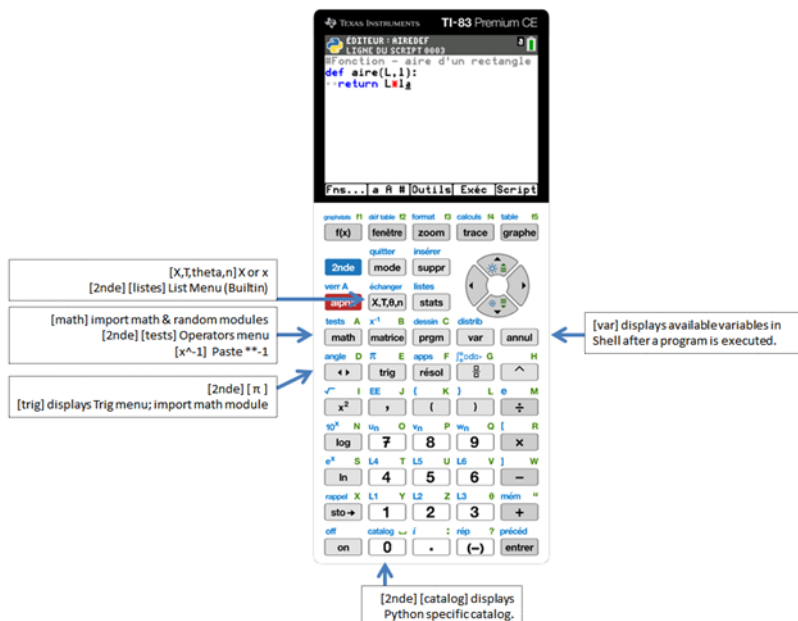 TEXAS INSTRUMENTS TI-83 Premium CE
ÉDITEUR : AIREDEF
LIGNE DU SCRIPT 0003
#Fonction - aire d'un rectangle
def aire(L,l):
return L*l
Fns... a A # Outils Exéc Script
graph stats f1 déf table f2 format f3 calculs f4 table f5
f(x) fenêtre zoom trace graphe
quitter insérer
2nde mode suppr
verr A échanger listes
alpha X,T,θ,n stats
tests A x⁻¹ B dessin C distrib
math matrice prgm var annul
angle D π E apps F G H
trig résol ^
√ I EE J { K } L e M
x² , ( ) ÷
10ˣ N un O vn P wn Q [ R
log 7 8 9 ×
eˣ S L4 T L5 U L6 V ] W
ln 4 5 6 −
rappel X L1 Y L2 Z L3 θ mém "
sto→ 1 2 3 +
off catalog ␣ i : rép ? précéd
on 0 . (−) entrer
[X,T,theta,n] X or x
[2nde] [listes] List Menu (Builtin)
[math] import math & random modules
[2nde] [tests] Operators menu
[x^-1] Paste **-1
[2nde] [π]
[trig] displays Trig menu; import math module
[var] displays available variables in
Shell after a program is executed.
[2nde] [catalog] displays
Python specific catalog.